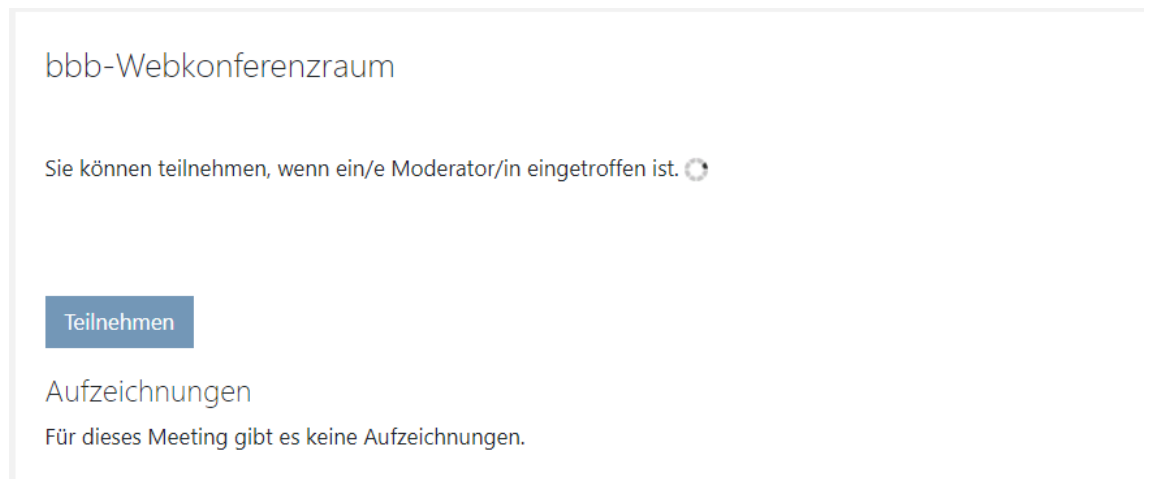 bbb-Webkonferenzraum
Sie können teilnehmen, wenn ein/e Moderator/in eingetroffen ist.
Teilnehmen
Aufzeichnungen
Für dieses Meeting gibt es keine Aufzeichnungen.